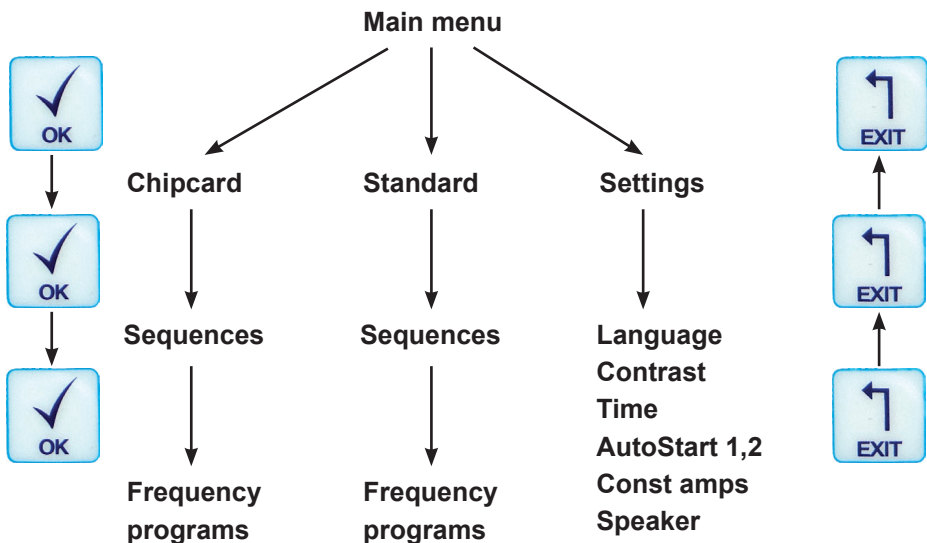 Main menu
OK
EXIT
Chipcard
Standard
Settings
OK
EXIT
Sequences
Sequences
Language
Contrast
Time
AutoStart 1,2
Const amps
Speaker
OK
EXIT
Frequency
programs
Frequency
programs